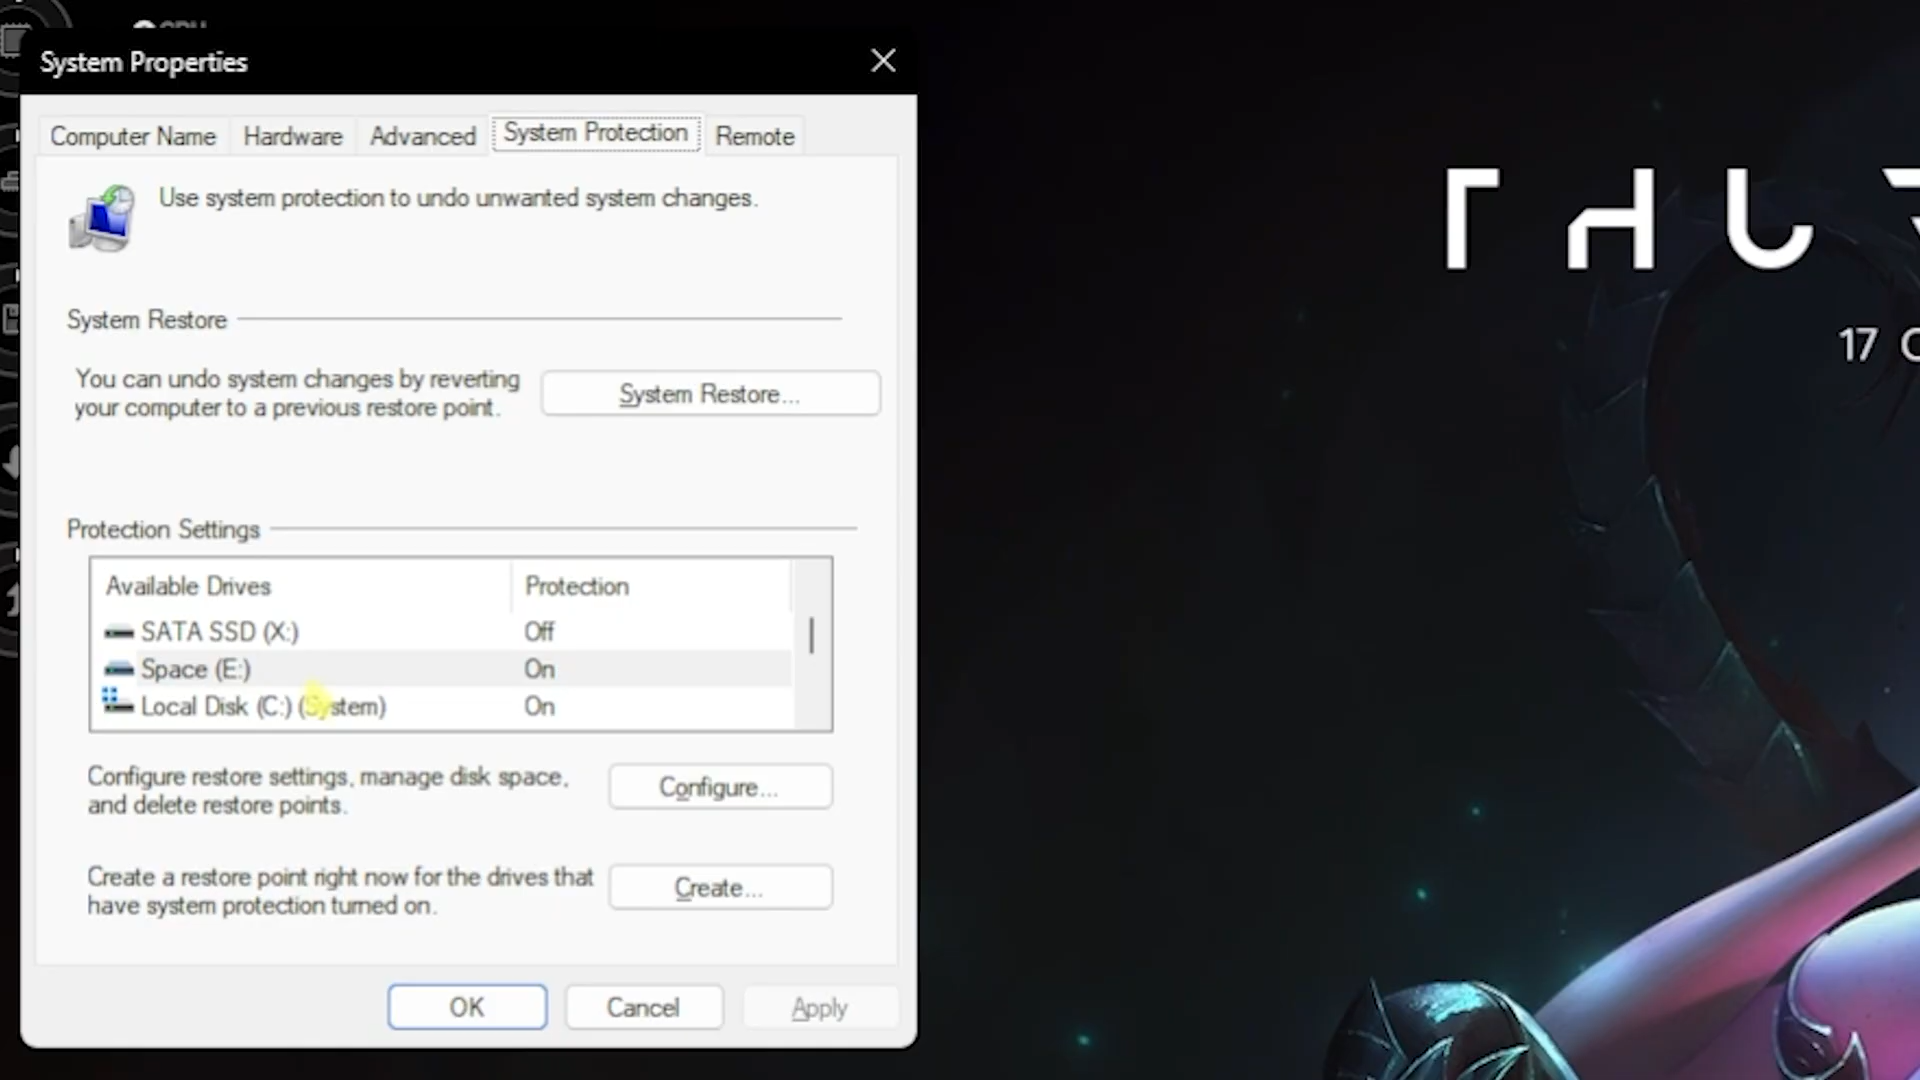 System Properties
Computer Name
Hardware
Advanced
System Protection
Remote
Use system protection to undo unwanted system changes.
System Restore
You can undo system changes by reverting
your computer to a previous restore point.
System Restore...
Protection Settings
Available Drives
Protection
SATA SSD (X:)
Off
Space (E:)
On
Local Disk (C:) (System)
On
Configure restore settings, manage disk space,
and delete restore points.
Configure...
Create a restore point right now for the drives that
have system protection turned on.
Create...
OK
Cancel
Apply
THU
17